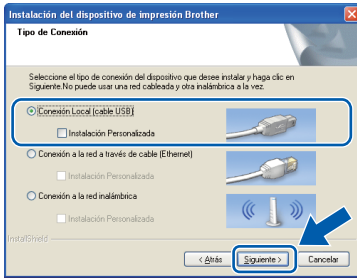 Instalación del dispositivo de impresión Brother
Tipo de Conexión
Seleccione el tipo de conexión del dispositivo que desee instalar y haga clic en
Siguiente.No puede usar una red cableada y otra inalámbrica a la vez.
Conexión Local (cable USB)
Instalación Personalizada
Conexión a la red a través de cable (Ethernet)
Instalación Personalizada
Conexión a la red inalámbrica
Instalación Personalizada
InstallShield
< Atrás
Siguiente >
Cancelar